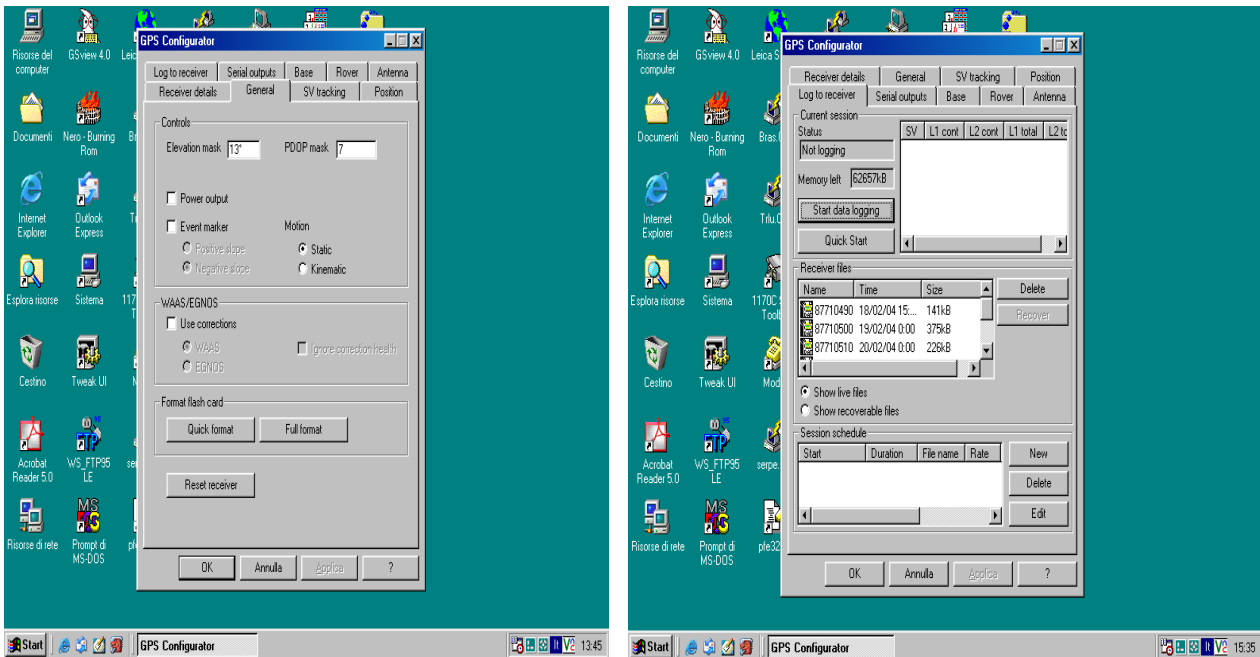 Risorse del
computer
GSview 4.0
Documenti
Nero - Burning
Rom
Internet
Explorer
Outlook
Express
Esplora risorse
Sistema
Cestino
Tweak UI
Acrobat
Reader 5.0
WS_FTP95
LE
Risorse di rete
Prompt di
MS-DOS
GPS Configurator
Log to receiver
Serial outputs
Base
Rover
Antenna
Receiver details
General
SV tracking
Position
Controls
Elevation mask
13°
PDOP mask
7
Power output
Event marker
Positive slope
Negative slope
Motion
Static
Kinematic
WAAS/EGNOS
Use corrections
WAAS
EGNOS
Ignore correction health
Format flash card
Quick format
Full format
Reset receiver
OK
Annulla
Applica
?
Start
GPS Configurator
13:45
Risorse del
computer
GSview 4.0
Leica S
Documenti
Nero - Burning
Rom
Internet
Explorer
Outlook
Express
Esplora risorse
Sistema
Cestino
Tweak UI
Acrobat
Reader 5.0
WS_FTP95
LE
Risorse di rete
Prompt di
MS-DOS
pfe32
GPS Configurator
Receiver details
General
SV tracking
Position
Log to receiver
Serial outputs
Base
Rover
Antenna
Current session
Status
Not logging
Memory left
62657kB
Start data logging
Quick Start
SV L1 cont L2 cont L1 total L2 to
Receiver files
Name Time Size
87710490 18/02/04 15:... 141kB
87710500 19/02/04 0:00 375kB
87710510 20/02/04 0:00 226kB
Delete
Recover
Show live files
Show recoverable files
Session schedule
Start Duration File name Rate
New
Delete
Edit
OK
Annulla
Applica
?
Start
GPS Configurator
15:35